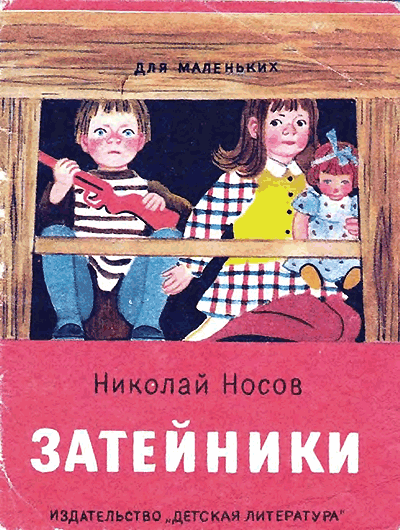 ДЛЯ МАЛЕНЬКИХ
Николай Носов
ЗАТЕЙНИКИ
ИЗДАТЕЛЬСТВО „ДЕТСКАЯ ЛИТЕРАТУРА"